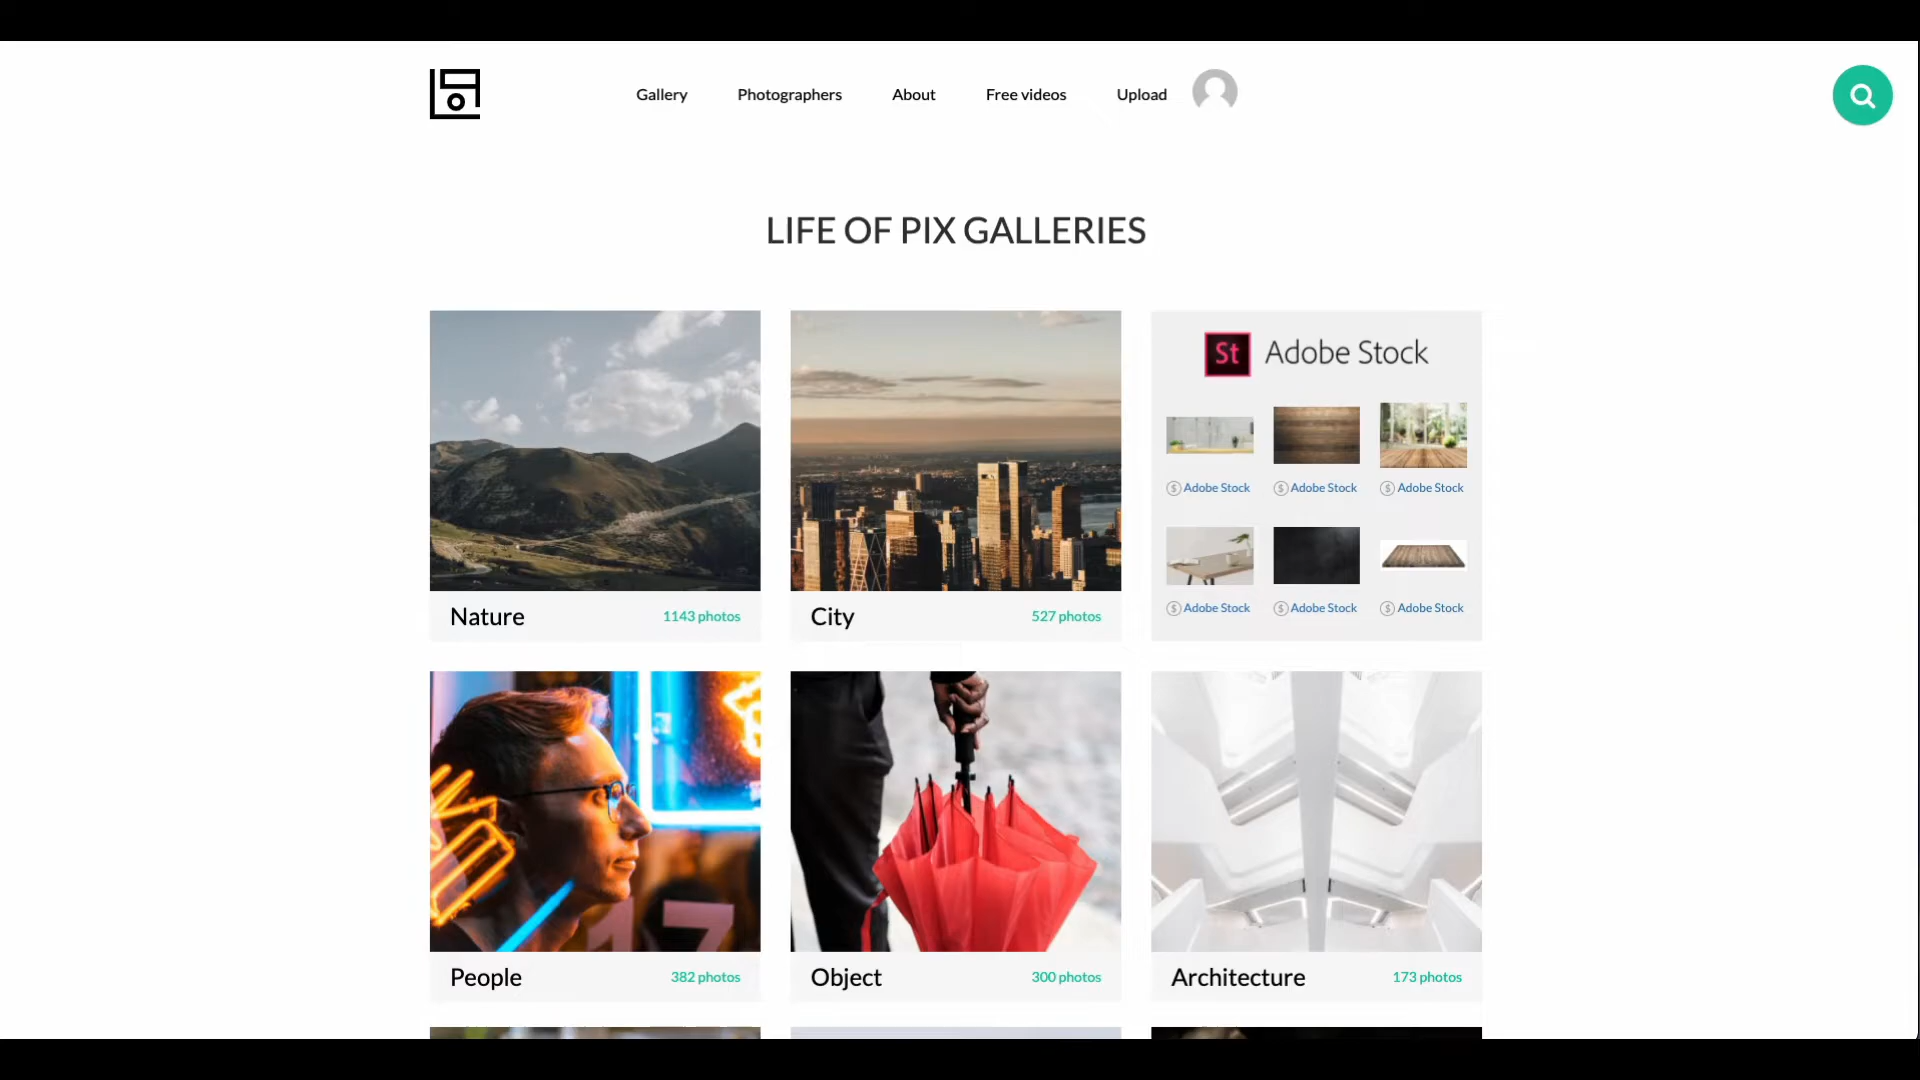 Gallery
Photographers
About
Free videos
Upload
LIFE OF PIX GALLERIES
St Adobe Stock
$ Adobe Stock
$ Adobe Stock
$ Adobe Stock
$ Adobe Stock
$ Adobe Stock
$ Adobe Stock
Nature
1143 photos
City
527 photos
17
People
382 photos
Object
300 photos
Architecture
173 photos